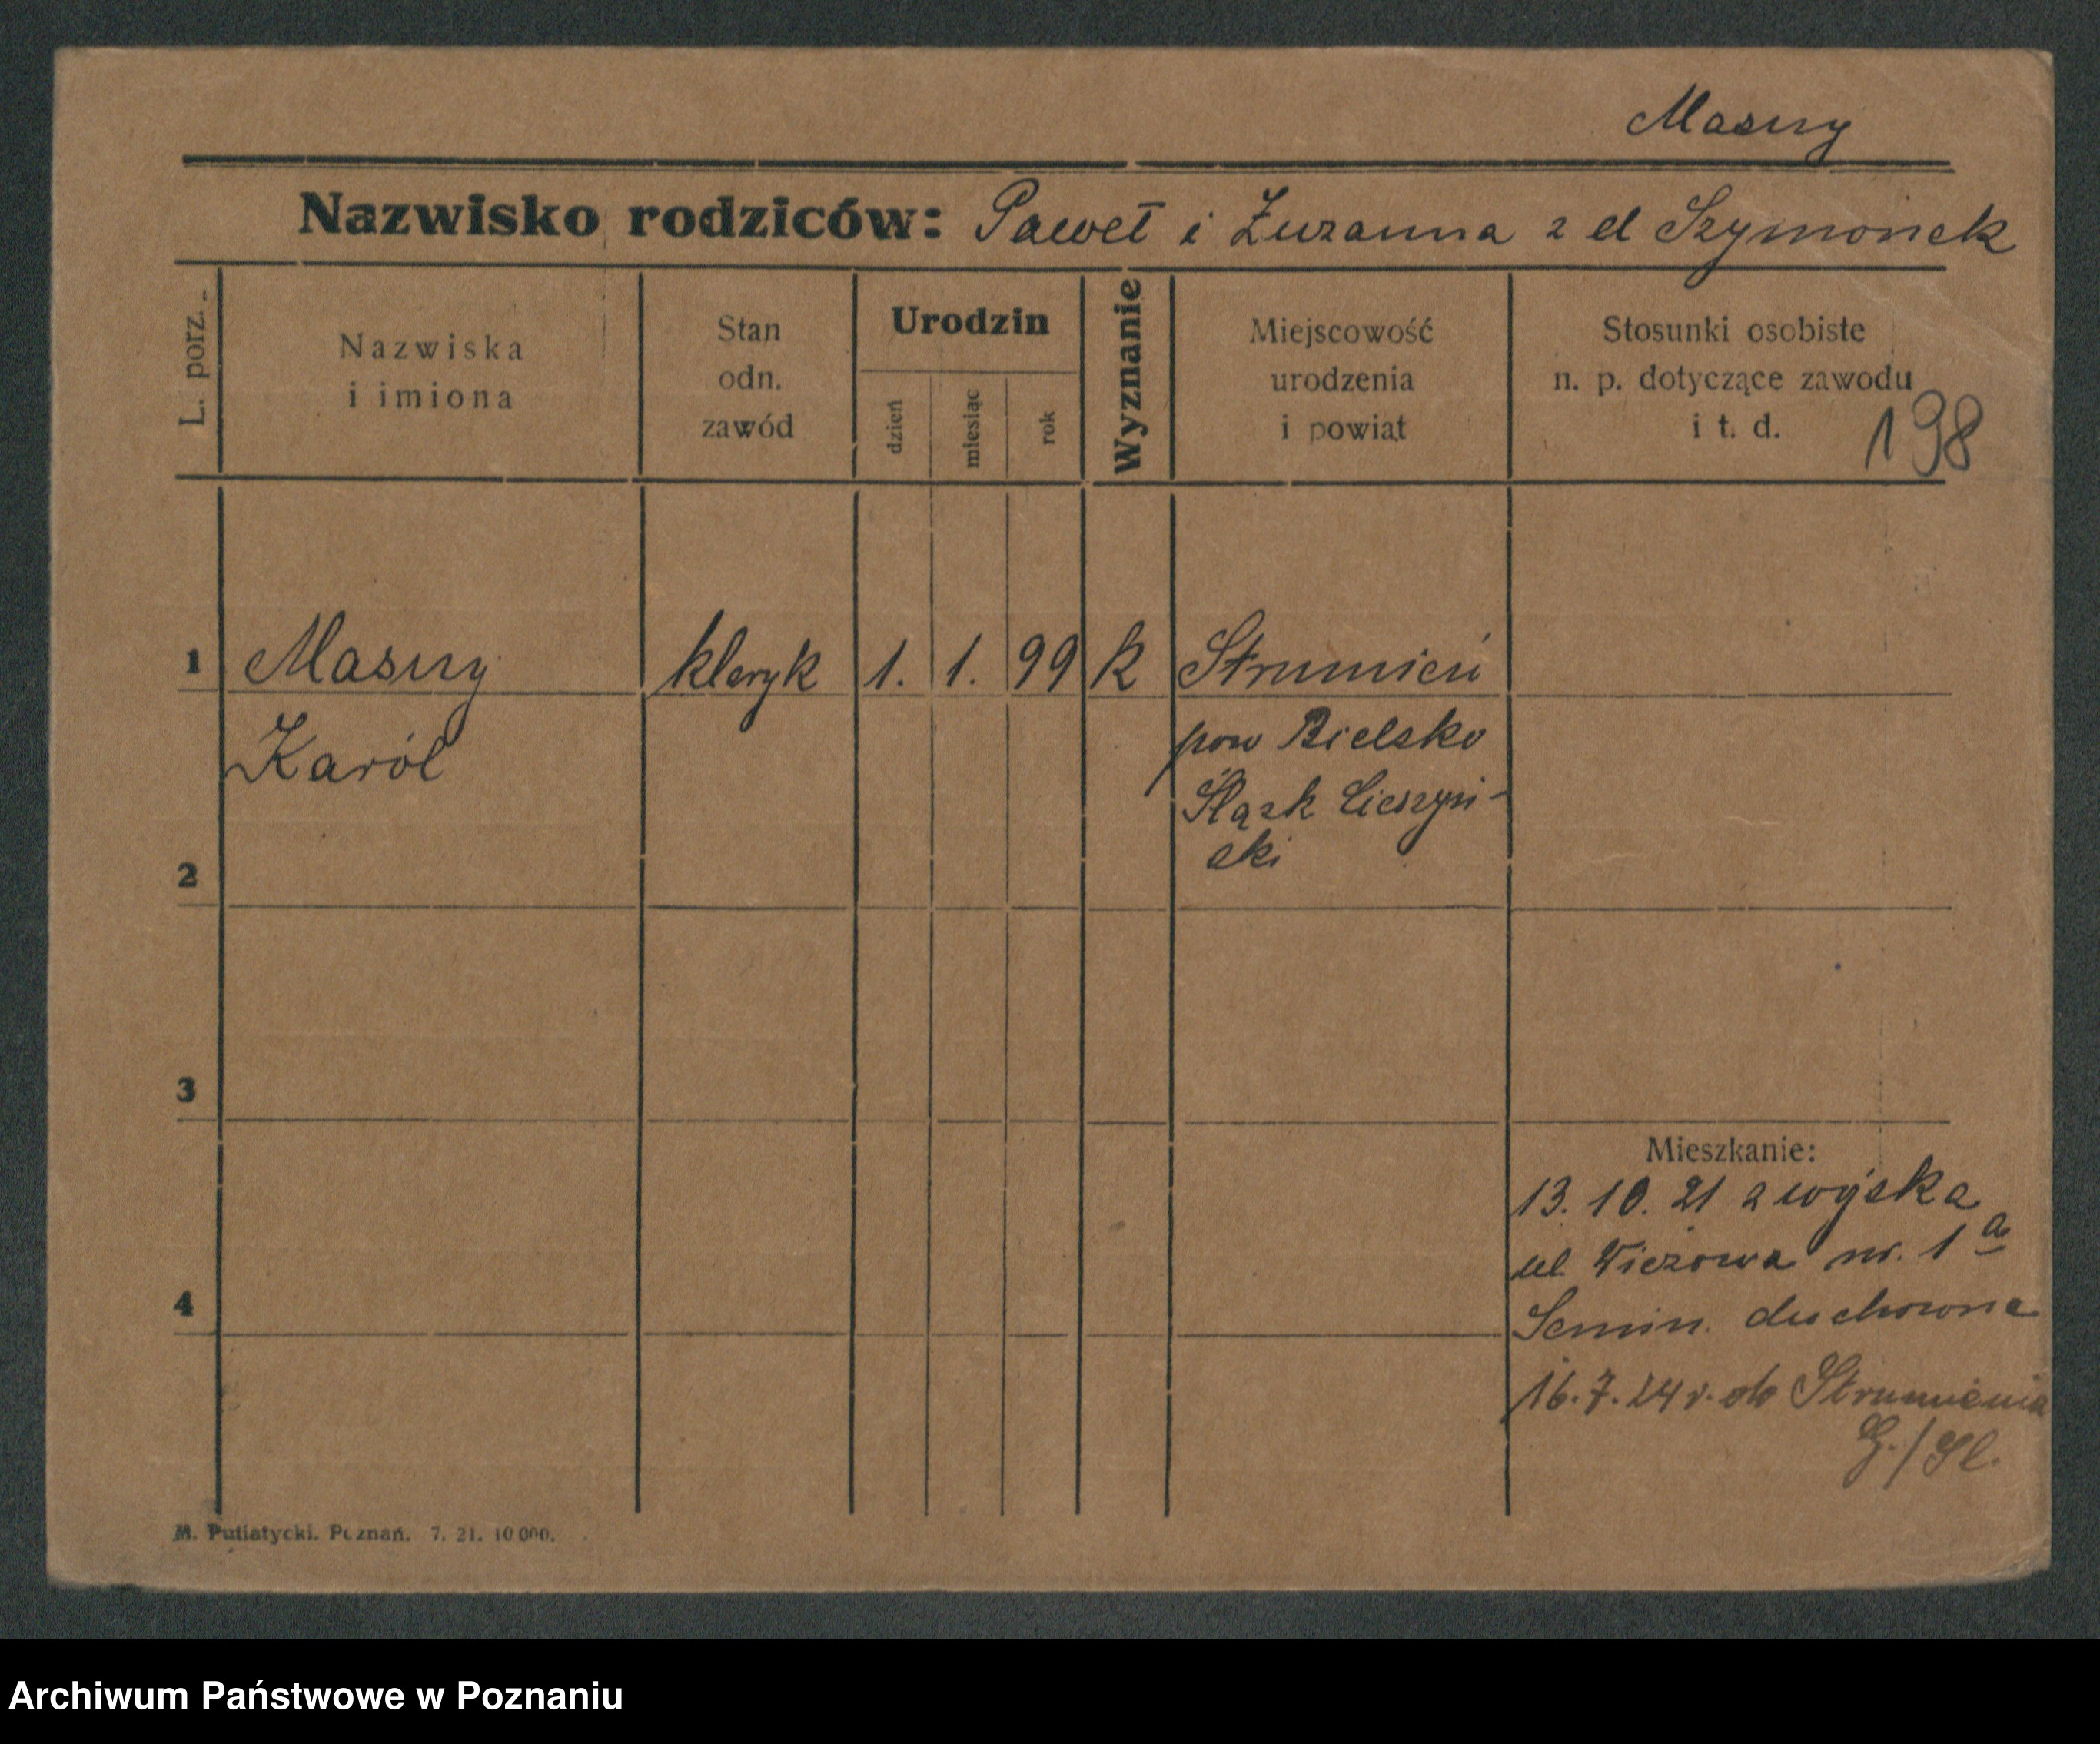 Masny
Nazwisko rodziców: Paweł i Zuzanna z d Szymonek
L. porz.
Nazwiska
i imiona
Stan
odn.
zawód
Urodzin
dzień
miesiąc
rok
Wyznanie
Miejscowość
urodzenia
i powiat
Stosunki osobiste
n. p. dotyczące zawodu
i t. d.
198
1 Masny kleryk 1. 1. 99 k Strumień
Karól pow Bielsko
Śląsk Cieszyń-
ski
2
3
Mieszkanie:
13. 10. 21 z wojska
ul Wieżowa nr. 1a
4 Semin. duchowne
16. 7. 24 r. do Strumienia
G./Śl.
M. Putiatycki. Poznań. 7. 21. 10 000.
Archiwum Państwowe w Poznaniu